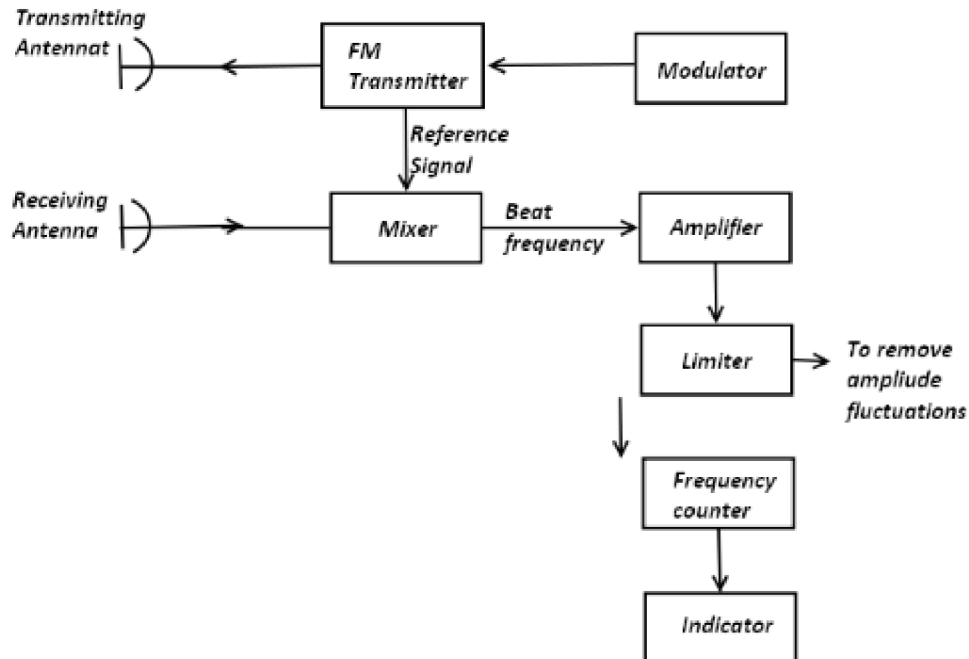 Transmitting
Antennat
FM
Transmitter
Modulator
Reference
Signal
Receiving
Antenna
Mixer
Beat
frequency
Amplifier
Limiter
To remove
ampliude
fluctuations
Frequency
counter
Indicator